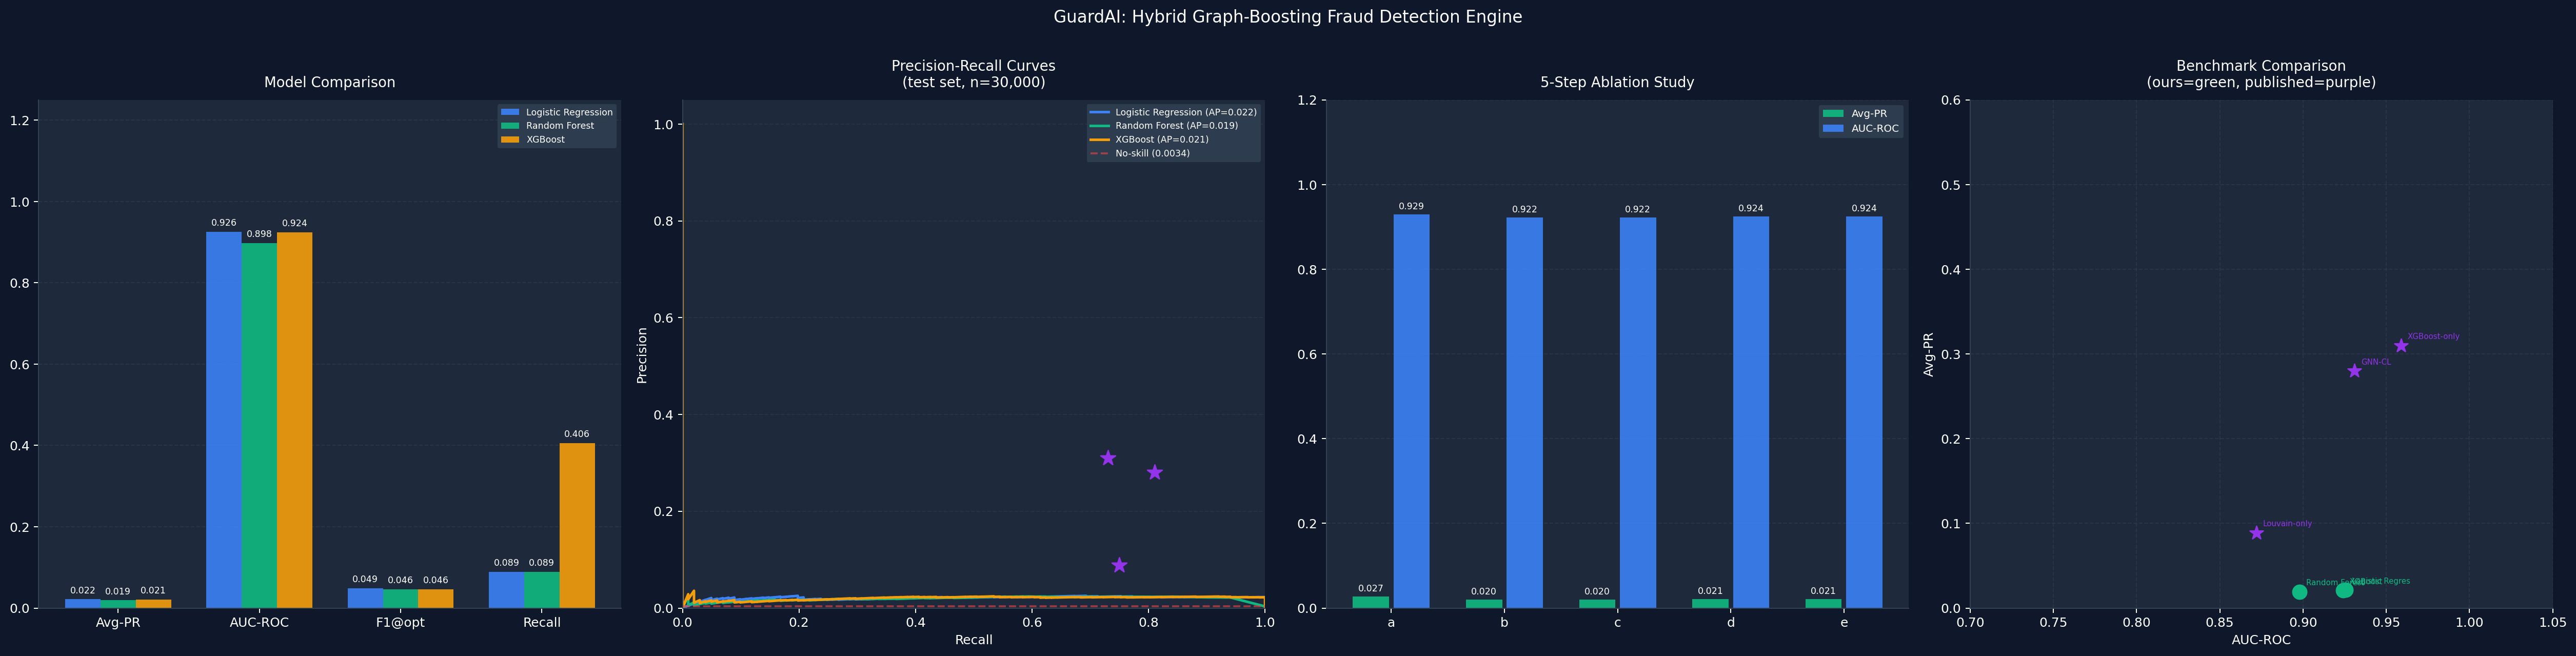 GuardAI: Hybrid Graph-Boosting Fraud Detection Engine
Model Comparison
1.2
1.0
0.8
0.6
0.4
0.2
0.0
Logistic Regression
Random Forest
XGBoost
0.022
0.019
0.021
0.926
0.898
0.924
0.049
0.046
0.046
0.089
0.089
0.406
Avg-PR
AUC-ROC
F1@opt
Recall
Precision-Recall Curves
(test set, n=30,000)
Precision
1.0
0.8
0.6
0.4
0.2
0.0
Logistic Regression (AP=0.022)
Random Forest (AP=0.019)
XGBoost (AP=0.021)
No-skill (0.0034)
0.0
0.2
0.4
0.6
0.8
1.0
Recall
5-Step Ablation Study
1.2
1.0
0.8
0.6
0.4
0.2
0.0
Avg-PR
AUC-ROC
0.027
0.929
0.020
0.922
0.020
0.922
0.021
0.924
0.021
0.924
a
b
c
d
e
Benchmark Comparison
(ours=green, published=purple)
Avg-PR
0.6
0.5
0.4
0.3
0.2
0.1
0.0
XGBoost-only
GNN-CL
Louvain-only
Random
Regres
0.70
0.75
0.80
0.85
0.90
0.95
1.00
1.05
AUC-ROC